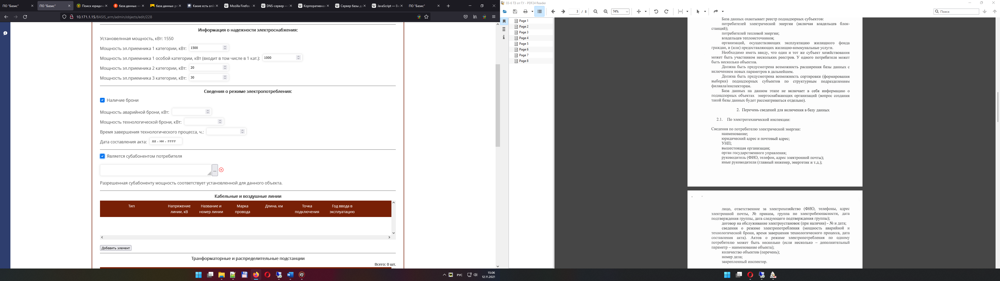 ПО "Базис"
ПО "Базис"
Поиск юридич
база данных —
база данных pn
Какие есть onlin
Mozilla Firefox —
DNS-сервер —
Корпоративная
Сервер базы да
JavaScript — Ви
ПО "Базис"
10.171.1.15/BASIS_arm/admin/objects/edit/228
Информация о надежности электроснабжения:
Установелнная мощность, кВт: 1550
Мощность эл.приемника 1 категории, кВт: 1500
Мощность эл.приемника 1 особой категории, кВт (входит в том числе в 1 кат.): 1000
Мощность эл.приемника 2 категории, кВт: 20
Мощность эл.приемника 3 категории, кВт: 30
Сведения о режиме электропотребления:
Наличие брони
Мощность аварийной брони, кВт:
Мощность технологической брони, кВт:
Время завершения технологического процесса, ч.:
Дата составления акта: дд.мм.гггг
Является субабонентом потребителя
...
Разрешенная субабоненту мощность соответствует установленной для данного объекта.
Кабельные и воздушные линии
Тип
Напряжение линии, кВ
Название и номер линии
Марка провода
Длина, км
Точка подключения
Год ввода в эксплуатацию
Добавить элемент
Транформаторные и распределительные подстанции
Всего: 0 шт.
РУС
15:06
12.11.2021
03-6 ТЗ от ГУ - PDF24 Reader
3 / 8
74%
Поиск
Page 1
Page 2
Page 3
Page 4
Page 5
Page 6
Page 7
Page 8
База данных охватывает реестр поднадзорных субъектов:
потребителей электрической энергии (включая владельцев блок-
станций);
потребителей тепловой энергии;
владельцев теплоисточников;
организаций, осуществляющих эксплуатацию жилищного фонда
граждан, и (или) предоставляющих жилищно-коммунальные услуги.
Необходимо иметь ввиду, что один и тот же субъект хозяйствования
может быть участником нескольких реестров. У одного потребителя может
быть несколько объектов.
Должна быть предусмотрена возможность расширения базы данных с
включением новых параметров в дальнейшем.
Должна быть предусмотрена возможность сортировки (формирования
выборки) поднадзорных субъектов по структурным подразделениям
филиала/инспекторам.
База данных на данном этапе не включает в себя информацию о
поднадзорных объектах энергоснабжающих организаций (вопрос создания
такой базы данных будет рассматриваться отдельно).
2. Перечень сведений для включения в базу данных
2.1. По электротехнической инспекции:
Сведения по потребителю электрической энергии:
наименование;
юридический адрес и почтовый адрес;
УНП;
вышестоящая организация;
орган государственного управления;
руководитель (ФИО, телефон, адрес электронной почты);
иные руководители (главный инженер, энергетик и т.д.);
лицо, ответственное за электрохозяйство (ФИО, телефоны, адрес
электронной почты, № приказа, группа по электробезопасности, дата
подтверждения группы, дата следующего подтверждения группы);
договор на обслуживание электроустановок (при наличии) - № и дата;
сведения о режиме электропотребления (мощность аварийной и
технологической брони, время завершения технологического процесса, дата
составления акта). Актов о режиме электропотребления по одному
потребителю может быть несколько (если несколько – дополнительный
параметр – наименование объекта);
количество объектов (перечень);
номер дела;
закрепленный инспектор.